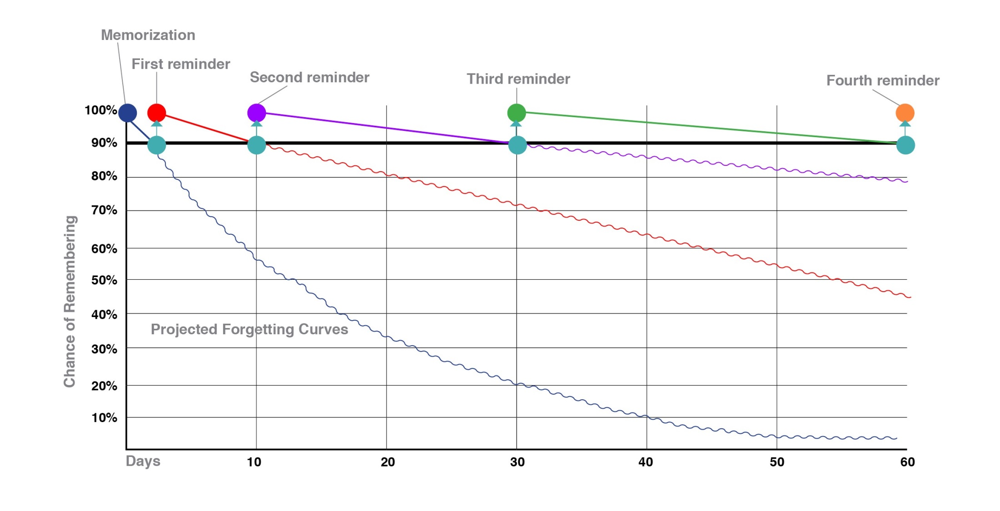 Memorization
First reminder
Second reminder
Third reminder
Fourth reminder
100%
90%
80%
70%
60%
50%
40%
30%
20%
10%
Chance of Remembering
Projected Forgetting Curves
Days
10
20
30
40
50
60